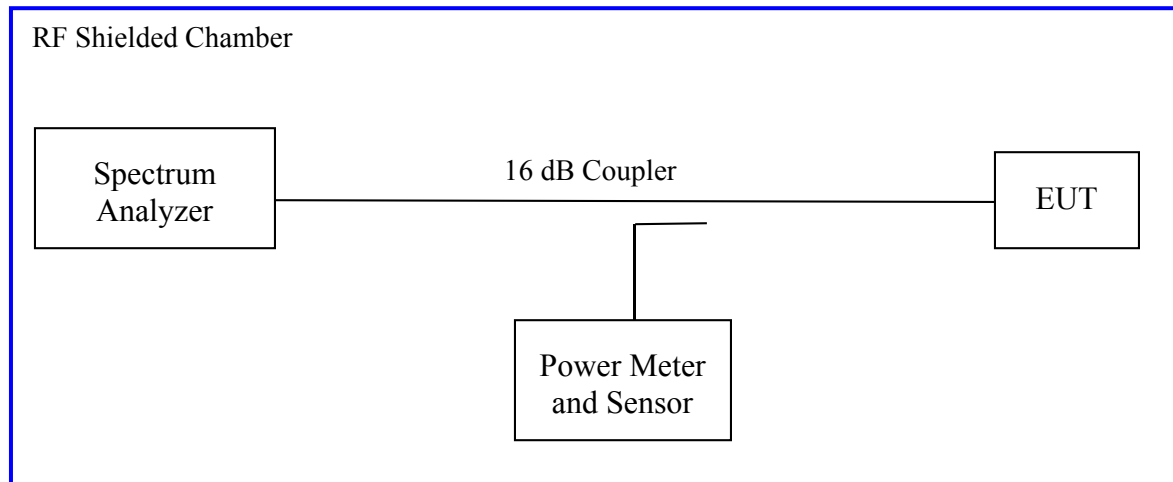 RF Shielded Chamber
16 dB Coupler
Spectrum
Analyzer
EUT
Power Meter
and Sensor